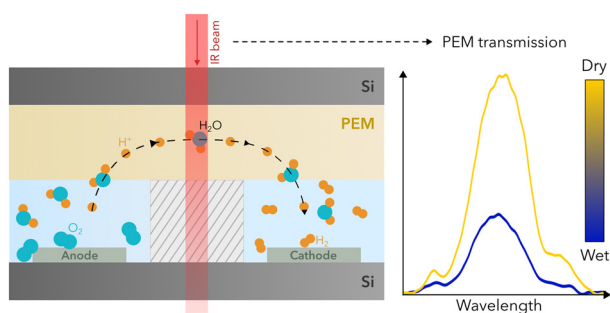 IR beam
PEM transmission
Si
PEM
H⁺
H₂O
O₂
H₂
Anode
Cathode
Si
Dry
Wet
Wavelength